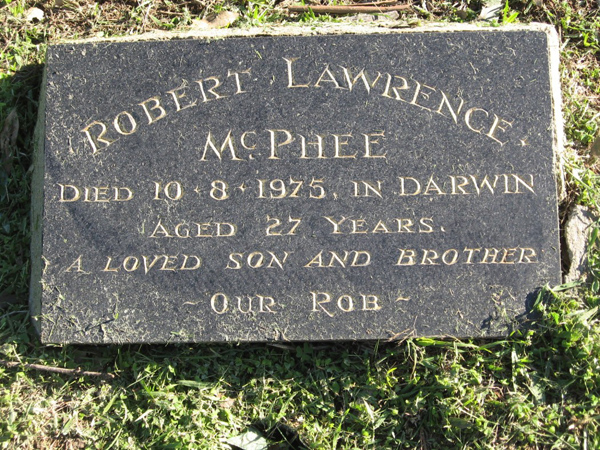 ROBERT LAWRENCE
McPHEE
DIED 10·8·1975, IN DARWIN
AGED 27 YEARS.
A LOVED SON AND BROTHER
~ OUR ROB ~